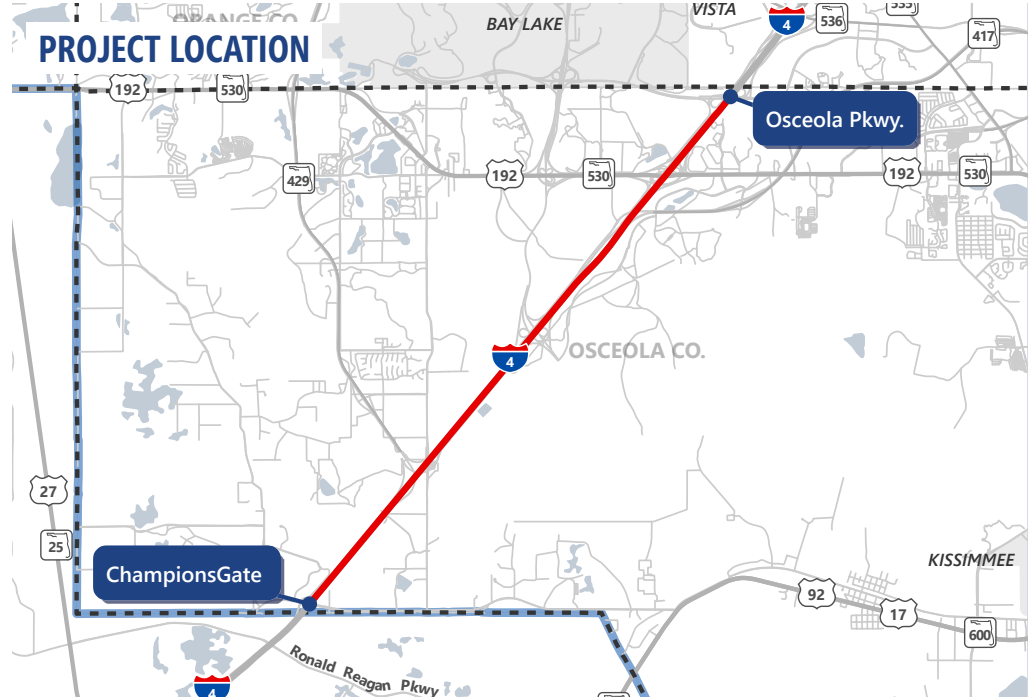 ORANGE CO.
BAY LAKE
VISTA
4
536
535
417
PROJECT LOCATION
192
530
Osceola Pkwy.
429
192
530
192
530
4
OSCEOLA CO.
27
25
ChampionsGate
KISSIMMEE
92
17
600
Ronald Reagan Pkwy
4